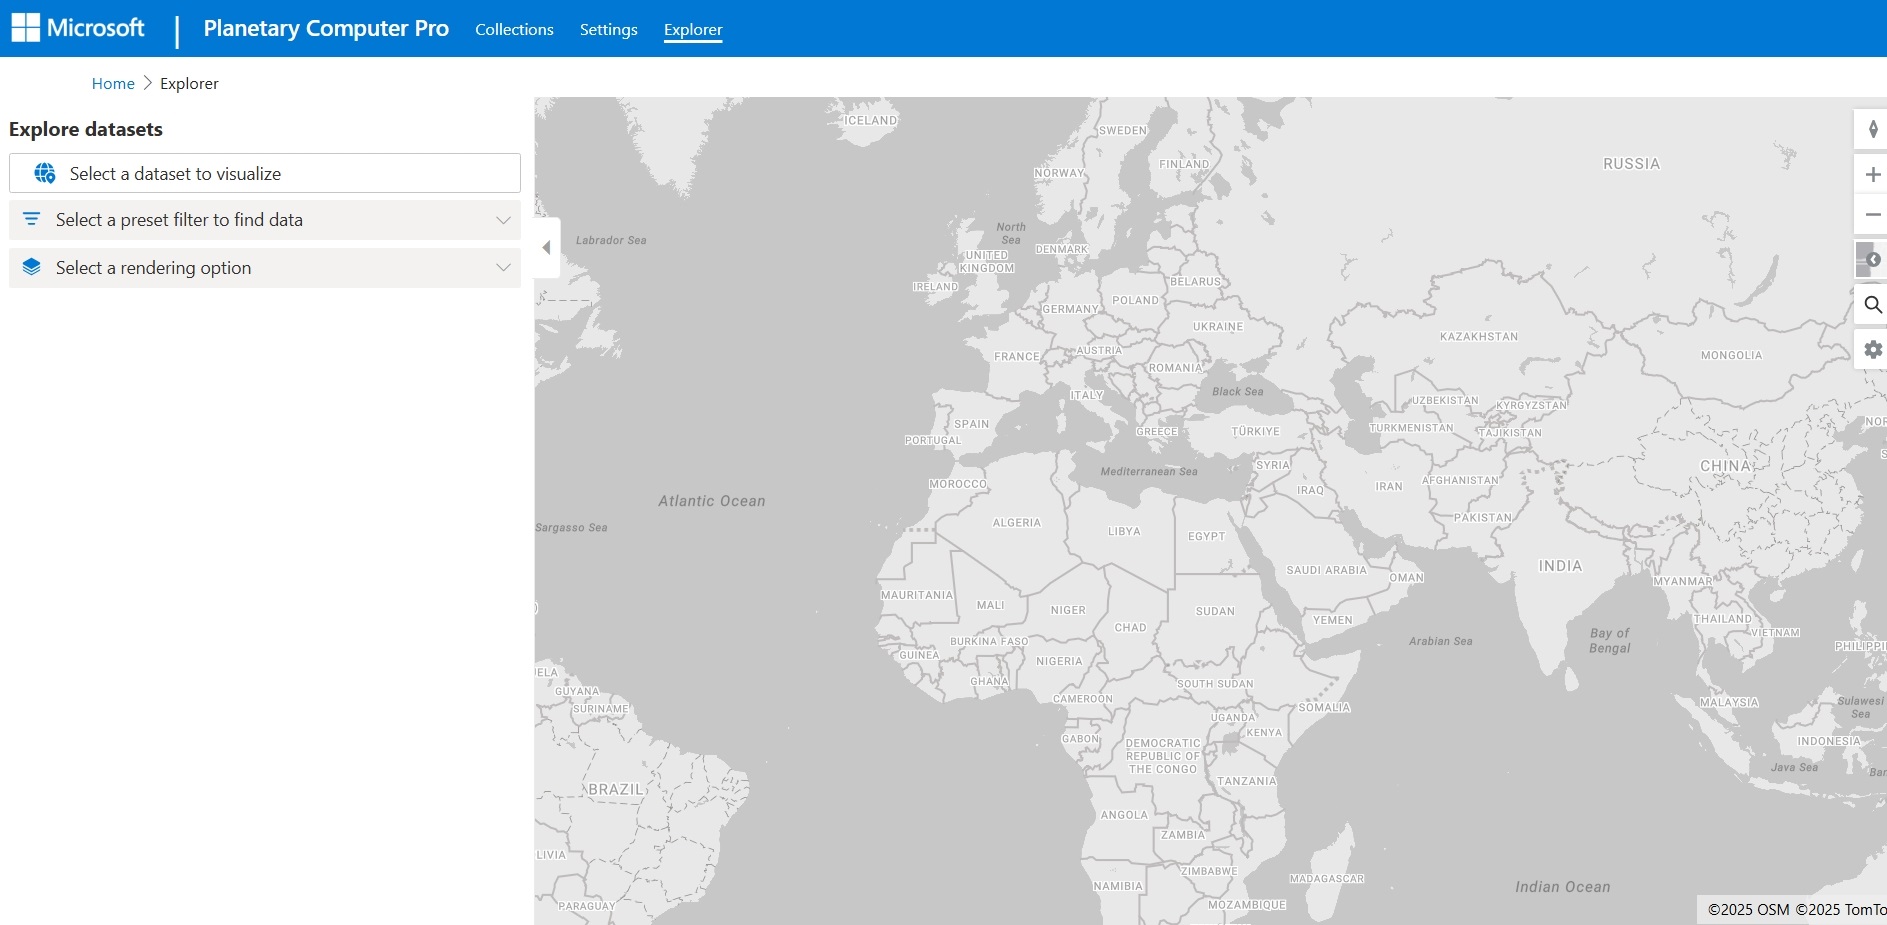 Microsoft
Planetary Computer Pro
Collections
Settings
Explorer
Home
Explorer
Explore datasets
Select a dataset to visualize
Select a preset filter to find data
Select a rendering option
ICELAND
SWEDEN
FINLAND
NORWAY
RUSSIA
Labrador Sea
North
Sea
DENMARK
UNITED
KINGDOM
IRELAND
BELARUS
POLAND
GERMANY
UKRAINE
KAZAKHSTAN
MONGOLIA
FRANCE
AUSTRIA
ROMANIA
ITALY
Black Sea
UZBEKISTAN
KYRGYZSTAN
SPAIN
PORTUGAL
GREECE
TÜRKIYE
TURKMENISTAN
TAJIKISTAN
NOR
Mediterranean Sea
SYRIA
CHINA
MOROCCO
IRAQ
IRAN
AFGHANISTAN
Atlantic Ocean
Sargasso Sea
ALGERIA
LIBYA
EGYPT
PAKISTAN
SAUDI ARABIA
OMAN
INDIA
MYANMAR
MAURITANIA
MALI
NIGER
CHAD
SUDAN
YEMEN
THAILAND
VIETNAM
Arabian Sea
Bay of
Bengal
PHILIPPI
BURKINA FASO
GUINEA
NIGERIA
GHANA
CAMEROON
SOUTH SUDAN
ELA
GUYANA
SURINAME
SOMALIA
MALAYSIA
Sulawesi
Sea
UGANDA
KENYA
GABON
DEMOCRATIC
REPUBLIC OF
THE CONGO
INDONESIA
Java Sea
Ban
TANZANIA
BRAZIL
ANGOLA
ZAMBIA
LIVIA
ZIMBABWE
MADAGASCAR
NAMIBIA
MOZAMBIQUE
Indian Ocean
PARAGUAY
©2025 OSM ©2025 TomTo